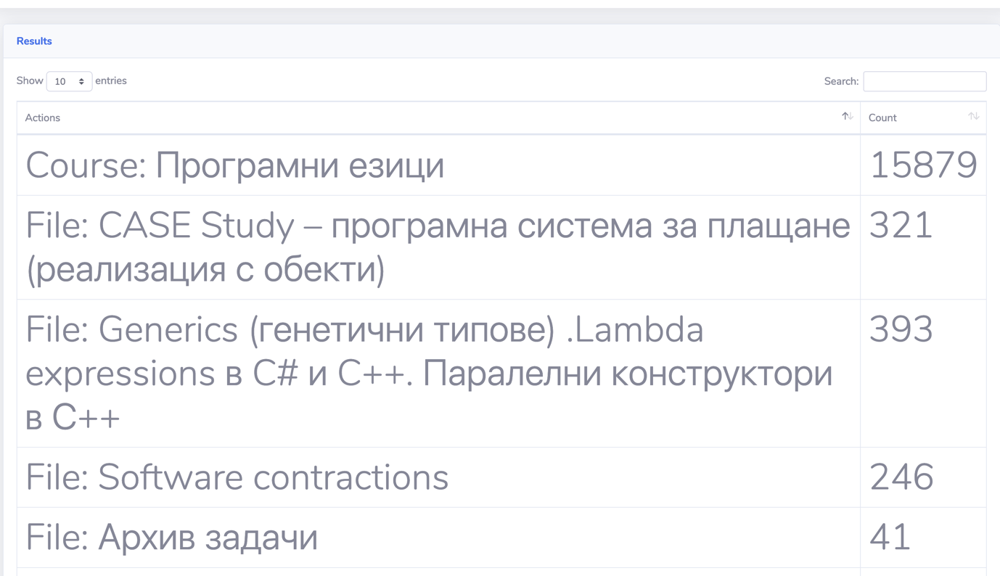 Results
Show 10 entries
Search:
Actions Count
Course: Програмни езици 15879
File: CASE Study – програмна система за плащане 321
(реализация с обекти)
File: Generics (генетични типове) .Lambda 393
expressions в C# и C++. Паралелни конструктори
в C++
File: Software contractions 246
File: Архив задачи 41